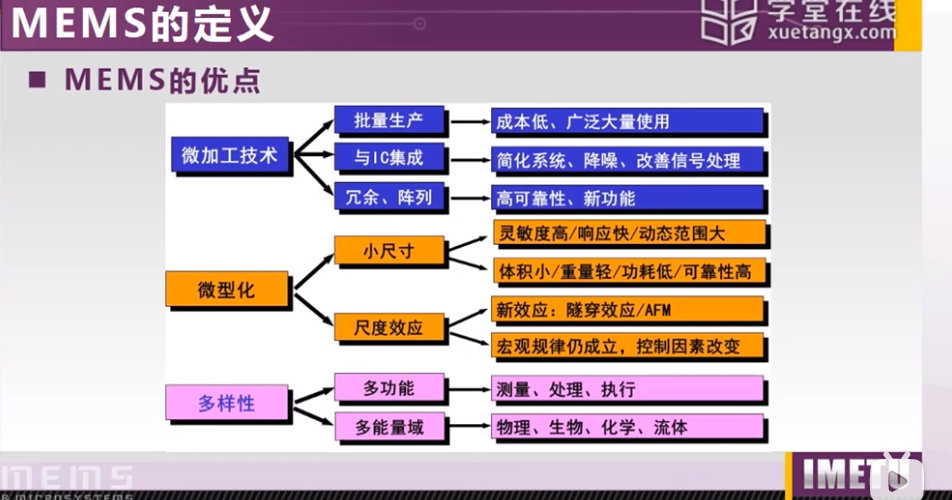 MEMS的定义
学堂在线
xuetangx.com
MEMS的优点
微加工技术
批量生产
成本低、广泛大量使用
与IC集成
简化系统、降噪、改善信号处理
冗余、阵列
高可靠性、新功能
微型化
小尺寸
灵敏度高/响应快/动态范围大
体积小/重量轻/功耗低/可靠性高
尺度效应
新效应：隧穿效应/AFM
宏观规律仍成立，控制因素改变
多样性
多功能
测量、处理、执行
多能量域
物理、生物、化学、流体
MEMS
& MICROSYSTEMS
IMETU